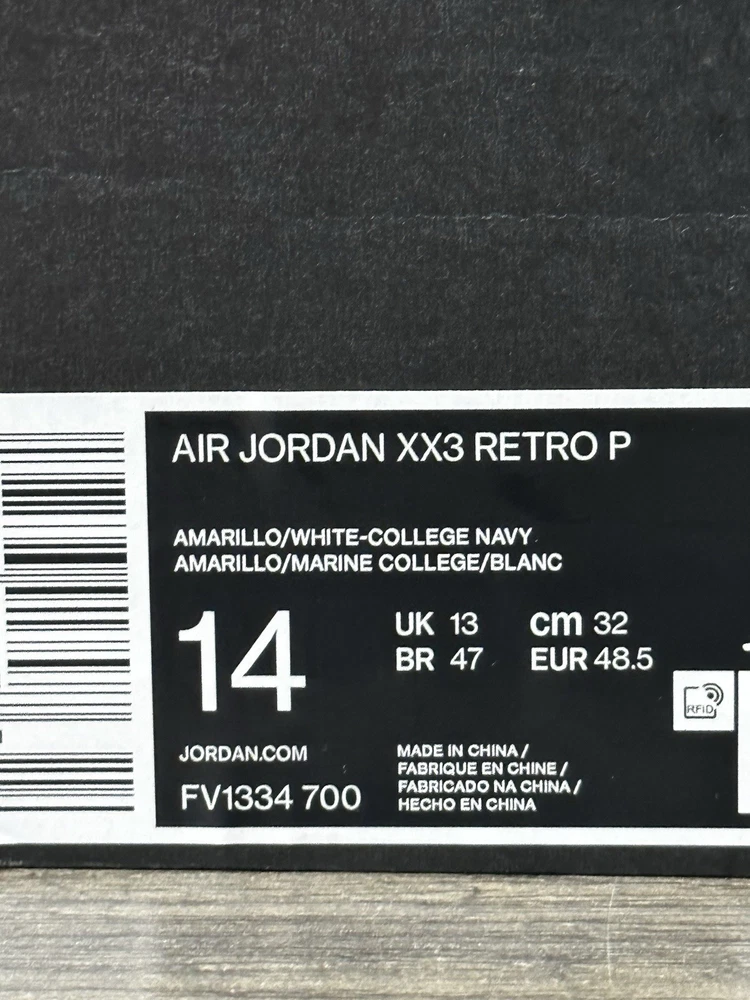 AIR JORDAN XX3 RETRO P
AMARILLO/WHITE-COLLEGE NAVY
AMARILLO/MARINE COLLEGE/BLANC
14
UK 13 cm 32
BR 47 EUR 48.5
RFID
JORDAN.COM
FV1334 700
MADE IN CHINA /
FABRIQUE EN CHINE /
FABRICADO NA CHINA /
HECHO EN CHINA